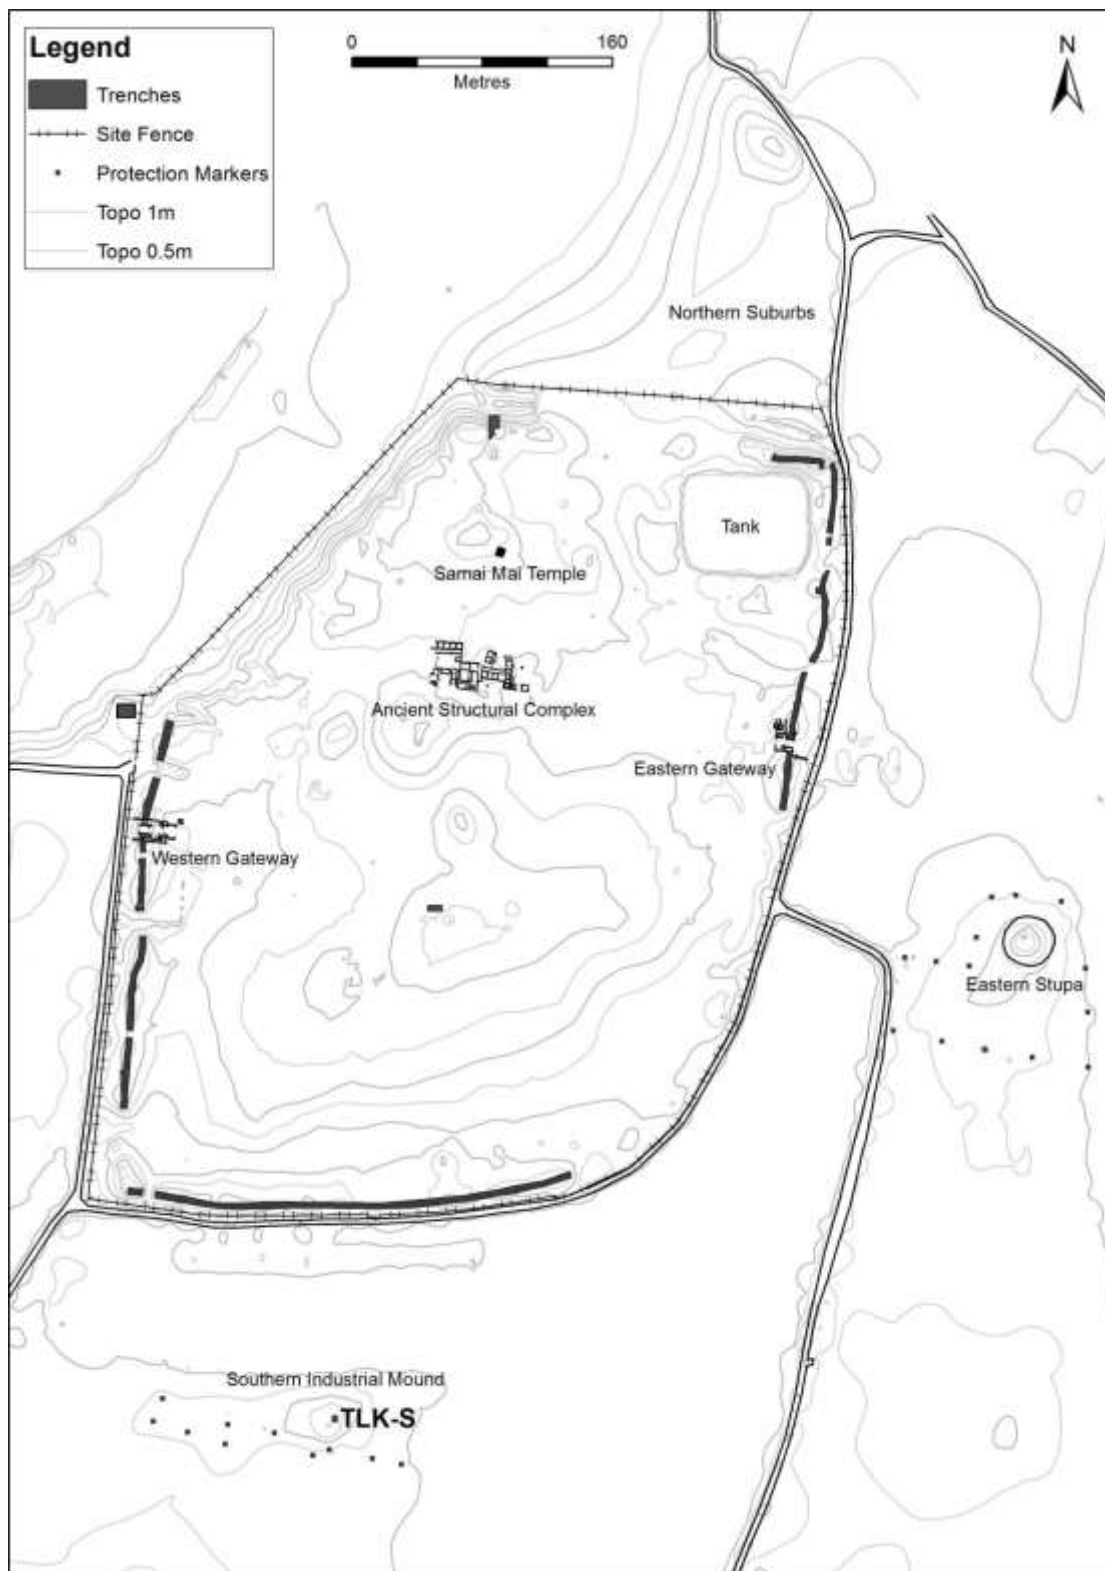 Legend
Trenches
Site Fence
Protection Markers
Topo 1m
Topo 0.5m
0 160
Metres
N
Northern Suburbs
Tank
Samai Mai Temple
Ancient Structural Complex
Eastern Gateway
Western Gateway
Eastern Stupa
Southern Industrial Mound
TLK-S